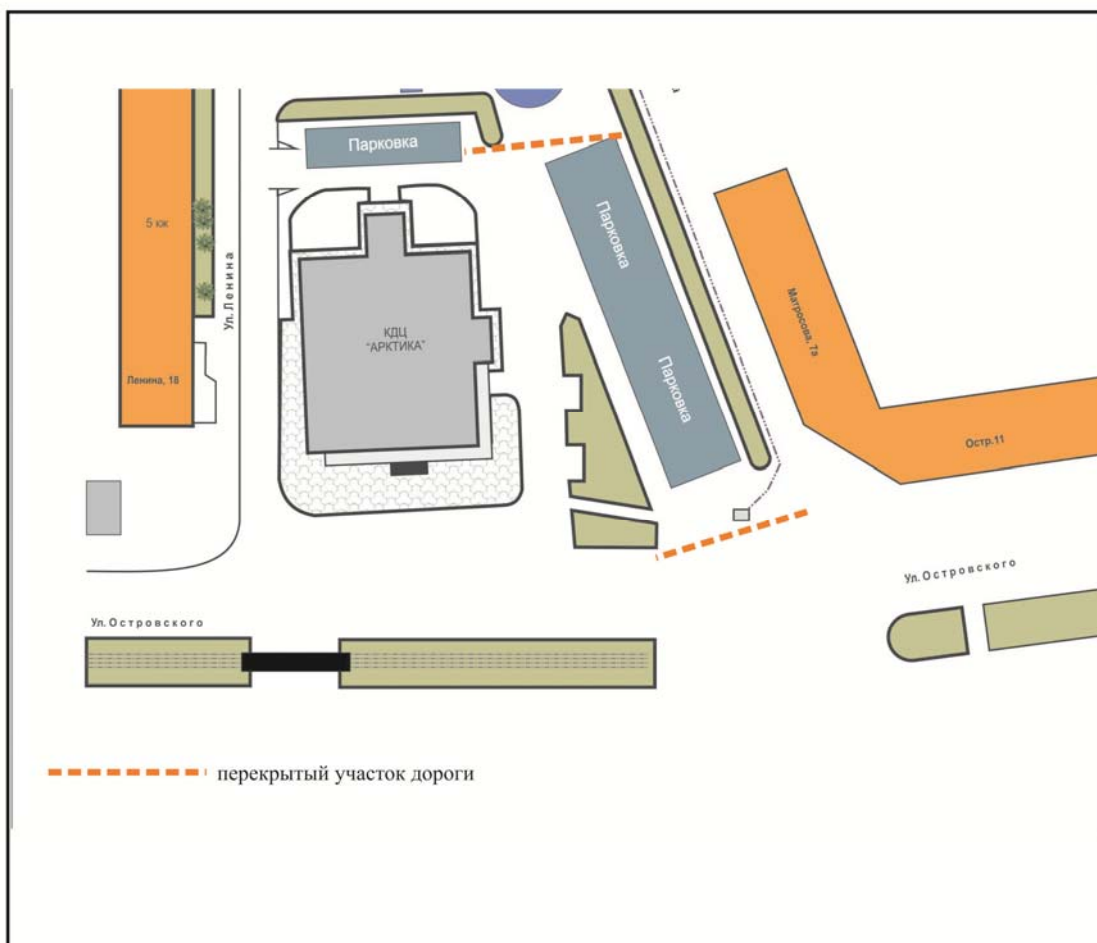 Парковка
5 кж
Парковка
Ул. Ленина
Матросова, 7а
КДЦ
"АРКТИКА"
Парковка
Ленина, 18
Остр.11
Ул. Островского
Ул. Островского
перекрытый участок дороги